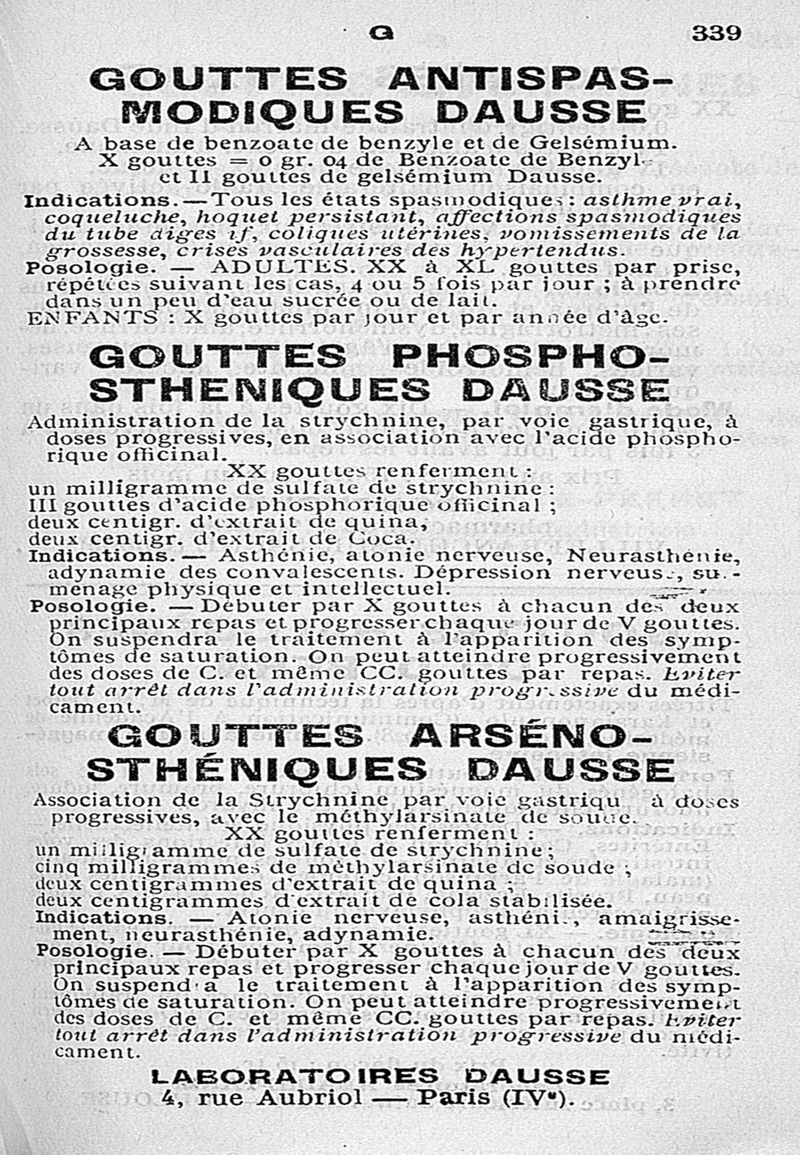 G 339
GOUTTES ANTISPAS-
MODIQUES DAUSSE
A base de benzoate de benzyle et de Gelsémium.
X gouttes = 0 gr. 04 de Benzoate de Benzyl
et II gouttes de gelsémium Dausse.
Indications. — Tous les états spasmodiques : asthme vrai,
coqueluche, hoquet persistant, affections spasmodiques
du tube diges if, coliques utérines, vomissements de la
grossesse, crises vasculaires des hypertendus.
Posologie. — ADULTES. XX à XL gouttes par prise,
répétées suivant les cas, 4 ou 5 fois par jour ; à prendre
dans un peu d'eau sucrée ou de lait.
ENFANTS : X gouttes par jour et par année d'âge.
GOUTTES PHOSPHO-
STHENIQUES DAUSSE
Administration de la strychnine, par voie gastrique, à
doses progressives, en association avec l'acide phospho-
rique officinal.
XX gouttes renferment :
un milligramme de sulfate de strychnine :
III gouttes d'acide phosphorique officinal ;
deux centigr. d'extrait de quina,
deux centigr. d'extrait de Coca.
Indications. — Asthénie, atonie nerveuse, Neurasthénie,
adynamie des convalescents. Dépression nerveus., su.-
menage physique et intellectuel.
Posologie. — Débuter par X gouttes à chacun des deux
principaux repas et progresser chaque jour de V gouttes.
On suspendra le traitement à l'apparition des symp-
tômes de saturation. On peut atteindre progressivement
des doses de C. et même CC. gouttes par repas. Eviter
tout arrêt dans l'administration progr.ssive du médi-
cament.
GOUTTES ARSÉNO-
STHÉNIQUES DAUSSE
Association de la Strychnine par voie gastriqu à doses
progressives, avec le méthylarsinate de soude.
XX gouttes renferment :
un milligramme de sulfate de strychnine ;
cinq milligrammes de méthylarsinate de soude ;
deux centigrammes d'extrait de quina ;
deux centigrammes d'extrait de cola stabilisée.
Indications. — Atonie nerveuse, asthéni., amaigrisse-
ment, neurasthénie, adynamie.
Posologie. — Débuter par X gouttes à chacun des deux
principaux repas et progresser chaque jour de V gouttes.
On suspend a le traitement à l'apparition des symp-
tômes de saturation. On peut atteindre progressivement
des doses de C. et même CC. gouttes par repas. Eviter
tout arrêt dans l'administration progressive du médi-
cament.
LABORATOIRES DAUSSE
4, rue Aubriol — Paris (IVe).